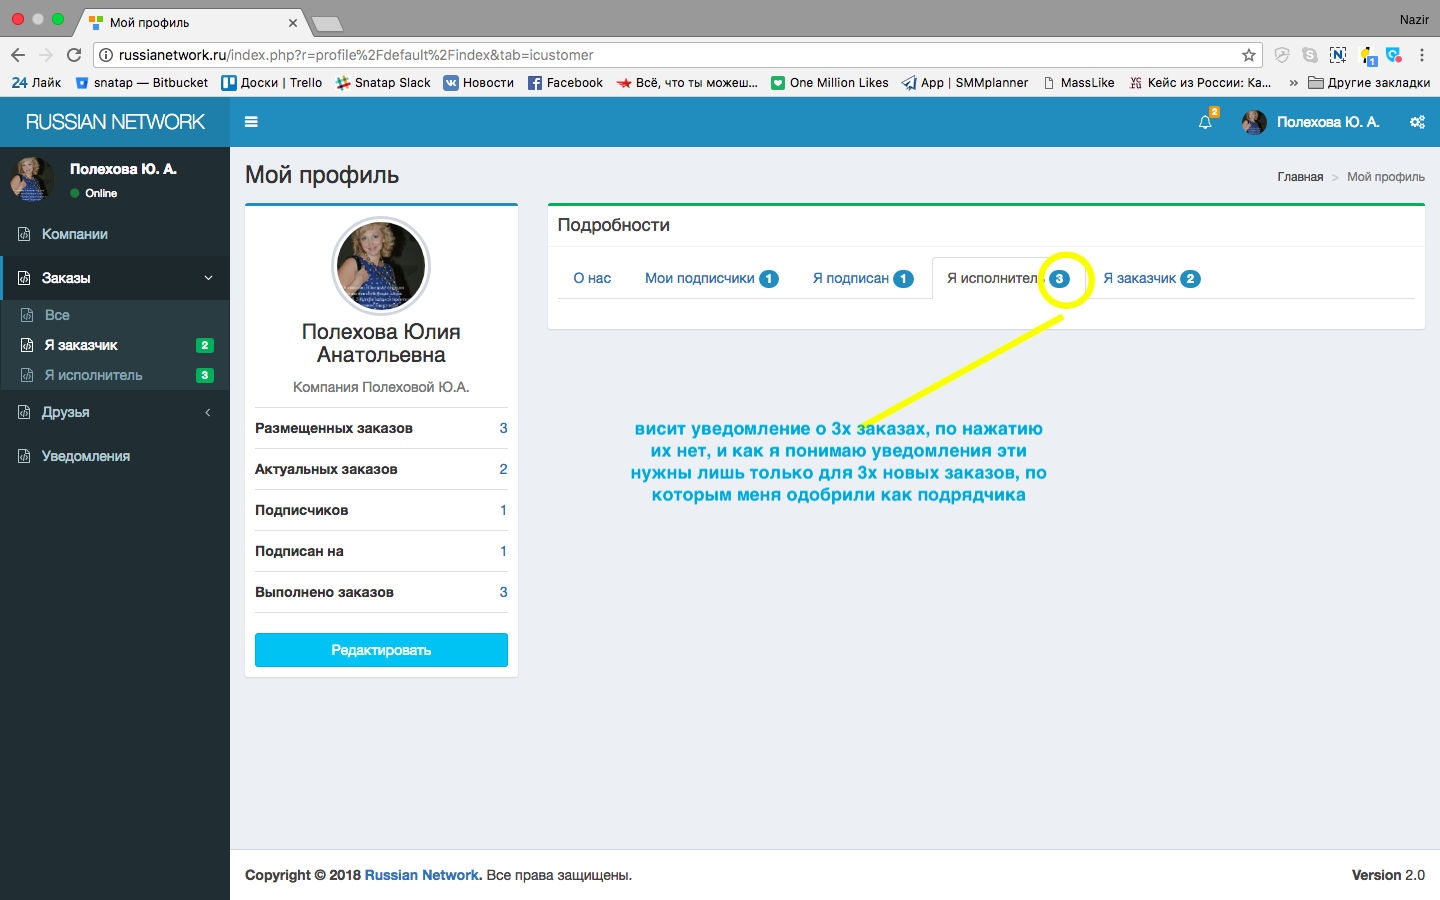 Мой профиль
Nazir
russianetwork.ru/index.php?r=profile%2Fdefault%2Findex&tab=icustomer
1
24 Лайк
snatap — Bitbucket
Доски | Trello
Snatap Slack
Новости
Facebook
Всё, что ты можеш...
One Million Likes
App | SMMplanner
MassLike
Кейс из России: Ка...
»
Другие закладки
RUSSIAN NETWORK
2
Полехова Ю. А.
Полехова Ю. А.
Online
Компании
Заказы
Все
Я заказчик 2
Я исполнитель 3
Друзья
Уведомления
Мой профиль
Главная > Мой профиль
Полехова Юлия
Анатольевна
Компания Полеховой Ю.А.
Размещенных заказов 3
Актуальных заказов 2
Подписчиков 1
Подписан на 1
Выполнено заказов 3
Редактировать
Подробности
О нас
Мои подписчики 1
Я подписан 1
Я исполнитель 3
Я заказчик 2
висит уведомление о 3х заказах, по нажатию
их нет, и как я понимаю уведомления эти
нужны лишь только для 3х новых заказов, по
которым меня одобрили как подрядчика
Copyright © 2018 Russian Network. Все права защищены.
Version 2.0